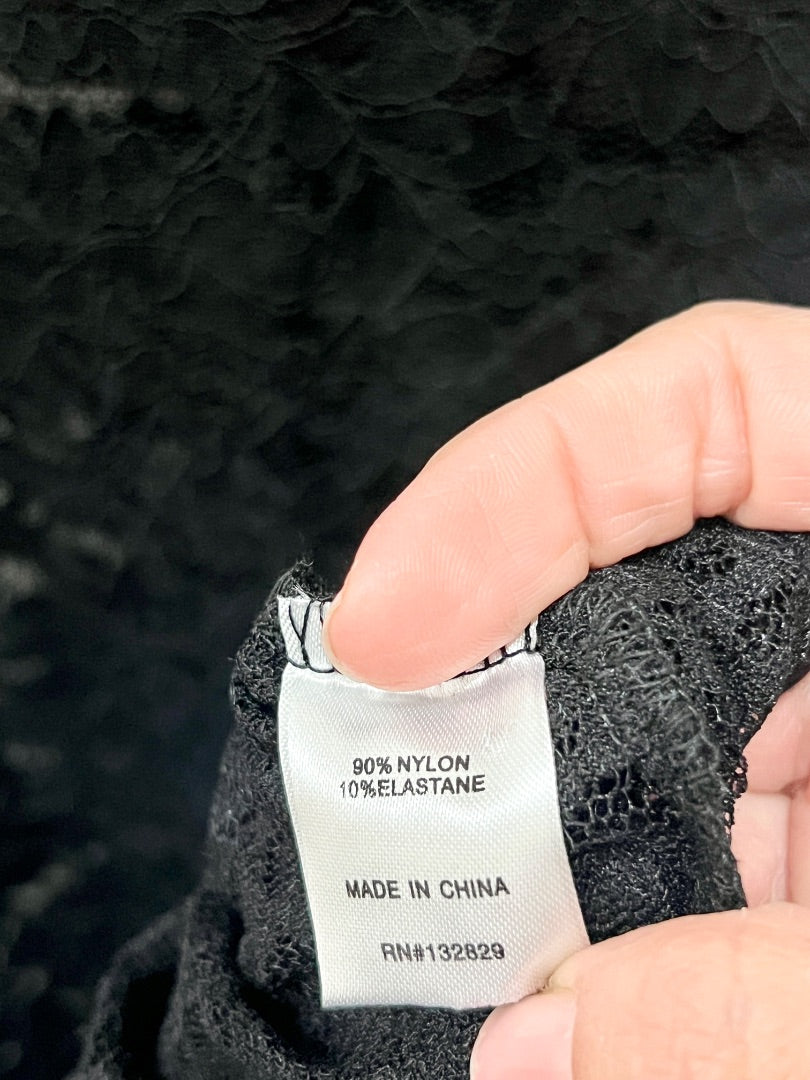 90% NYLON
10%ELASTANE
MADE IN CHINA
RN#132829